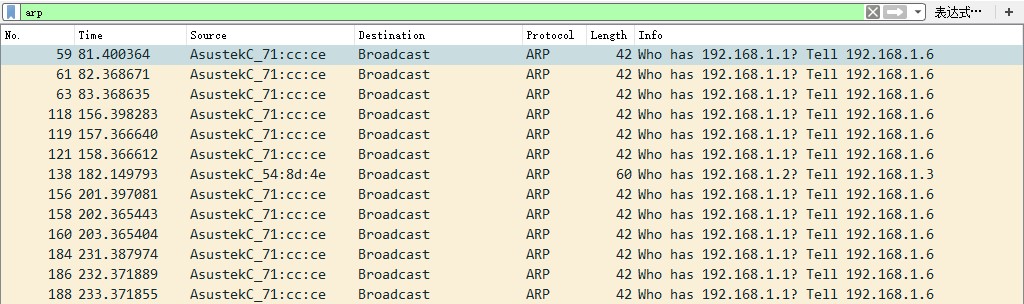 arp 表达式… +
No. Time Source Destination Protocol Length Info
59 81.400364 AsustekC_71:cc:ce Broadcast ARP 42 Who has 192.168.1.1? Tell 192.168.1.6
61 82.368671 AsustekC_71:cc:ce Broadcast ARP 42 Who has 192.168.1.1? Tell 192.168.1.6
63 83.368635 AsustekC_71:cc:ce Broadcast ARP 42 Who has 192.168.1.1? Tell 192.168.1.6
118 156.398283 AsustekC_71:cc:ce Broadcast ARP 42 Who has 192.168.1.1? Tell 192.168.1.6
119 157.366640 AsustekC_71:cc:ce Broadcast ARP 42 Who has 192.168.1.1? Tell 192.168.1.6
121 158.366612 AsustekC_71:cc:ce Broadcast ARP 42 Who has 192.168.1.1? Tell 192.168.1.6
138 182.149793 AsustekC_54:8d:4e Broadcast ARP 60 Who has 192.168.1.2? Tell 192.168.1.3
156 201.397081 AsustekC_71:cc:ce Broadcast ARP 42 Who has 192.168.1.1? Tell 192.168.1.6
158 202.365443 AsustekC_71:cc:ce Broadcast ARP 42 Who has 192.168.1.1? Tell 192.168.1.6
160 203.365404 AsustekC_71:cc:ce Broadcast ARP 42 Who has 192.168.1.1? Tell 192.168.1.6
184 231.387974 AsustekC_71:cc:ce Broadcast ARP 42 Who has 192.168.1.1? Tell 192.168.1.6
186 232.371889 AsustekC_71:cc:ce Broadcast ARP 42 Who has 192.168.1.1? Tell 192.168.1.6
188 233.371855 AsustekC_71:cc:ce Broadcast ARP 42 Who has 192.168.1.1? Tell 192.168.1.6